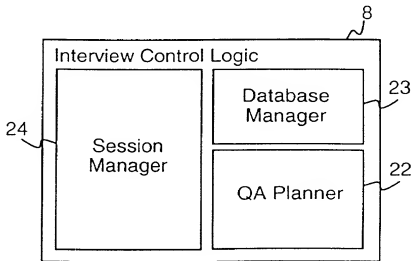 8
Interview Control Logic
Database
Manager
23
24
Session
Manager
22
QA Planner